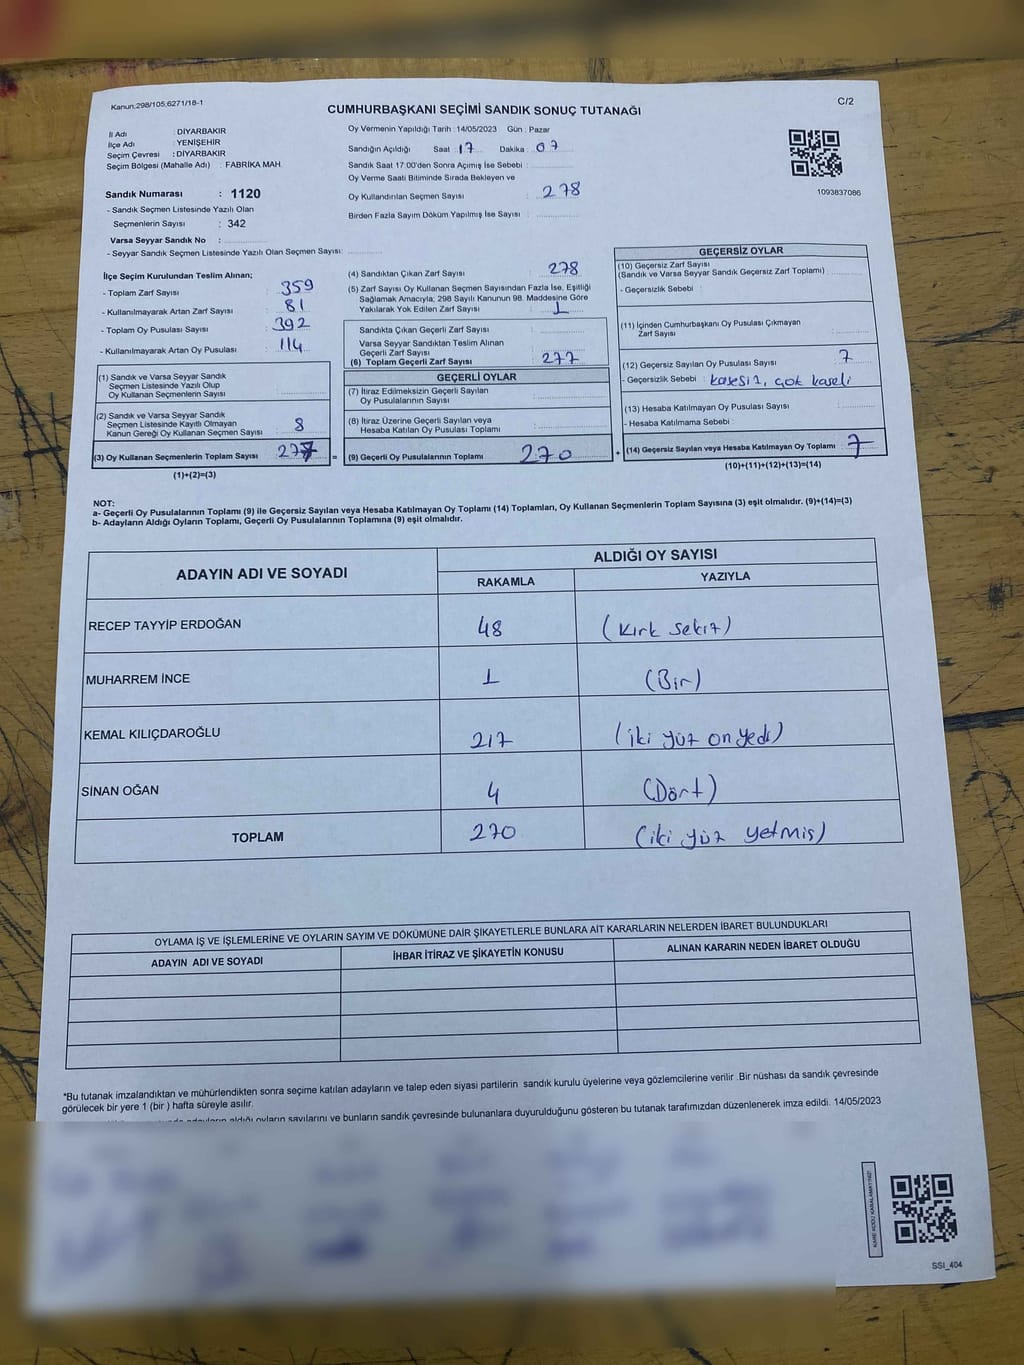 Kanun:298/105,6271/18-1
CUMHURBAŞKANI SEÇİMİ SANDIK SONUÇ TUTANAĞI
C/2
İl Adı : DİYARBAKIR
İlçe Adı : YENİŞEHİR
Seçim Çevresi : DİYARBAKIR
Seçim Bölgesi (Mahalle Adı) : FABRİKA MAH.
Sandık Numarası : 1120
- Sandık Seçmen Listesinde Yazılı Olan
Seçmenlerin Sayısı : 342
Varsa Seyyar Sandık No :
- Seyyar Sandık Seçmen Listesinde Yazılı Olan Seçmen Sayısı:
Oy Vermenin Yapıldığı Tarih : 14/05/2023 Gün : Pazar
Sandığın Açıldığı Saat 17 Dakika : 07
Sandık Saat 17:00'den Sonra Açımış İse Sebebi :
Oy Verme Saati Bitiminde Sırada Bekleyen ve
Oy Kullandırılan Seçmen Sayısı : 278
Birden Fazla Sayım Döküm Yapılmış İse Sayısı :
1093837086
İlçe Seçim Kurulundan Teslim Alınan;
- Toplam Zarf Sayısı : 359
- Kullanılmayarak Artan Zarf Sayısı : 81
- Toplam Oy Pusulası Sayısı : 392
- Kullanılmayarak Artan Oy Pusulası : 114
(1) Sandık ve Varsa Seyyar Sandık
Seçmen Listesinde Yazılı Olup
Oy Kullanan Seçmenlerin Sayısı :
(2) Sandık ve Varsa Seyyar Sandık
Seçmen Listesinde Kayıtlı Olmayan
Kanun Gereği Oy Kullanan Seçmen Sayısı : 8
(3) Oy Kullanan Seçmenlerin Toplam Sayısı : 277
(1)+(2)=(3)
(4) Sandıktan Çıkan Zarf Sayısı : 278
(5) Zarf Sayısı Oy Kullanan Seçmen Sayısından Fazla İse, Eşitliği
Sağlamak Amacıyla, 298 Sayılı Kanunun 98. Maddesine Göre
Yakılarak Yok Edilen Zarf Sayısı : 1
Sandıkta Çıkan Geçerli Zarf Sayısı :
Varsa Seyyar Sandıktan Teslim Alınan
Geçerli Zarf Sayısı :
(6) Toplam Geçerli Zarf Sayısı : 277
GEÇERLİ OYLAR
(7) İtiraz Edilmeksizin Geçerli Sayılan
Oy Pusulalarının Sayısı :
(8) İtiraz Üzerine Geçerli Sayılan veya
Hesaba Katılan Oy Pusulası Toplamı :
= (9) Geçerli Oy Pusulalarının Toplamı 270 +
GEÇERSİZ OYLAR
(10) Geçersiz Zarf Sayısı
(Sandık ve Varsa Seyyar Sandık Geçersiz Zarf Toplamı) :
- Geçersizlik Sebebi :
(11) İçinden Cumhurbaşkanı Oy Pusulası Çıkmayan
Zarf Sayısı :
(12) Geçersiz Sayılan Oy Pusulası Sayısı : 7
- Geçersizlik Sebebi : kasesiz, çok kaseli
(13) Hesaba Katılmayan Oy Pusulası Sayısı :
- Hesaba Katılmama Sebebi :
(14) Geçersiz Sayılan veya Hesaba Katılmayan Oy Toplamı : 7
(10)+(11)+(12)+(13)=(14)
NOT:
a- Geçerli Oy Pusulalarının Toplamı (9) ile Geçersiz Sayılan veya Hesaba Katılmayan Oy Toplamı (14) Toplamları, Oy Kullanan Seçmenlerin Toplam Sayısına (3) eşit olmalıdır. (9)+(14)=(3)
b- Adayların Aldığı Oyların Toplamı, Geçerli Oy Pusulalarının Toplamına (9) eşit olmalıdır.
ADAYIN ADI VE SOYADI
ALDIĞI OY SAYISI
RAKAMLA YAZIYLA
RECEP TAYYİP ERDOĞAN 48 (kırk sekiz)
MUHARREM İNCE 1 (Bir)
KEMAL KILIÇDAROĞLU 217 (iki yüz on yedi)
SİNAN OĞAN 4 (Dört)
TOPLAM 270 (iki yüz yetmis)
OYLAMA İŞ VE İŞLEMLERİNE VE OYLARIN SAYIM VE DÖKÜMÜNE DAİR ŞİKAYETLERLE BUNLARA AİT KARARLARIN NELERDEN İBARET BULUNDUKLARI
ADAYIN ADI VE SOYADI İHBAR İTİRAZ VE ŞİKAYETİN KONUSU ALINAN KARARIN NEDEN İBARET OLDUĞU
*Bu tutanak imzalandıktan ve mühürlendikten sonra seçime katılan adayların ve talep eden siyasi partilerin sandık kurulu üyelerine veya gözlemcilerine verilir .Bir nüshası da sandık çevresinde
görülecek bir yere 1 (bir ) hafta süreyle asılır.
adayların aldığı oyların sayılarını ve bunların sandık çevresinde bulunanlara duyurulduğunu gösteren bu tutanak tarafımızdan düzenlenerek imza edildi. 14/05/2023
SSI_404